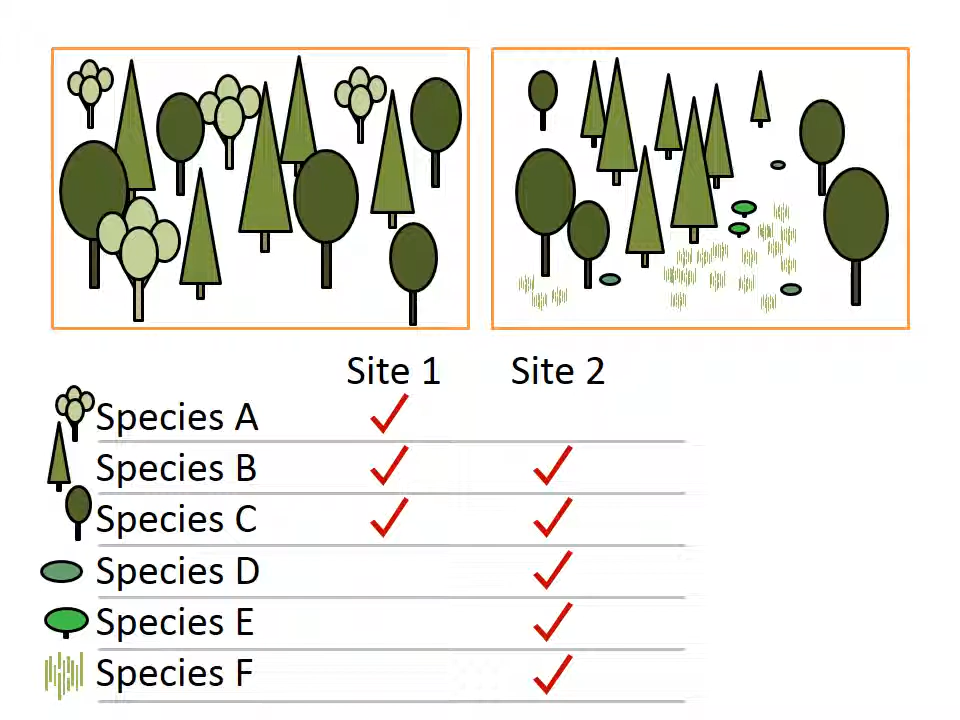 Site 1 Site 2
Species A
Species B
Species C
Species D
Species E
Species F